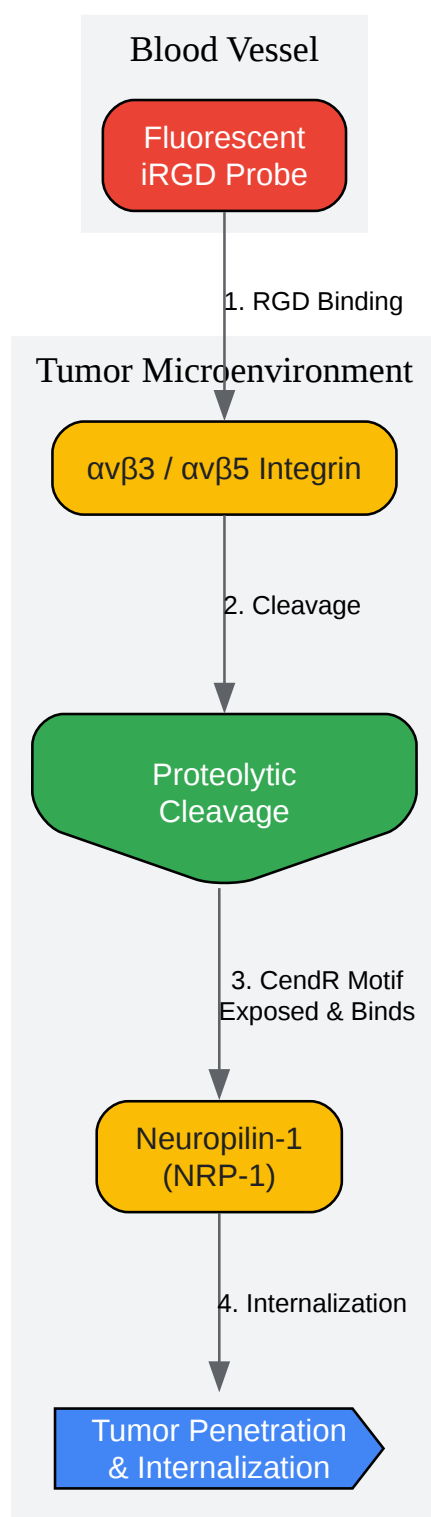 Blood Vessel
Fluorescent
iRGD Probe
1. RGD Binding
Tumor Microenvironment
αvβ3 / αvβ5 Integrin
2. Cleavage
Proteolytic
Cleavage
3. CendR Motif
Exposed & Binds
Neuropilin-1
(NRP-1)
4. Internalization
Tumor Penetration
& Internalization